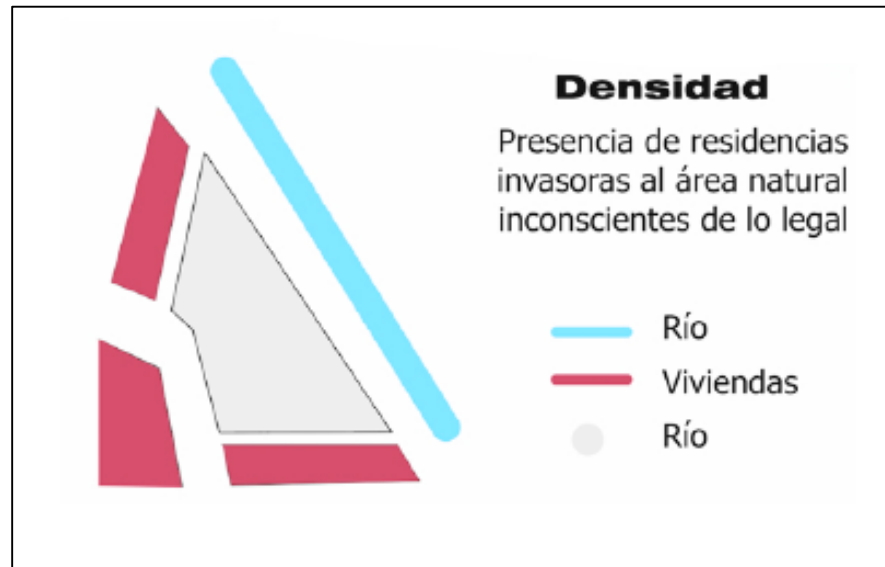 Densidad
Presencia de residencias
invasoras al área natural
inconscientes de lo legal
Río
Viviendas
Río